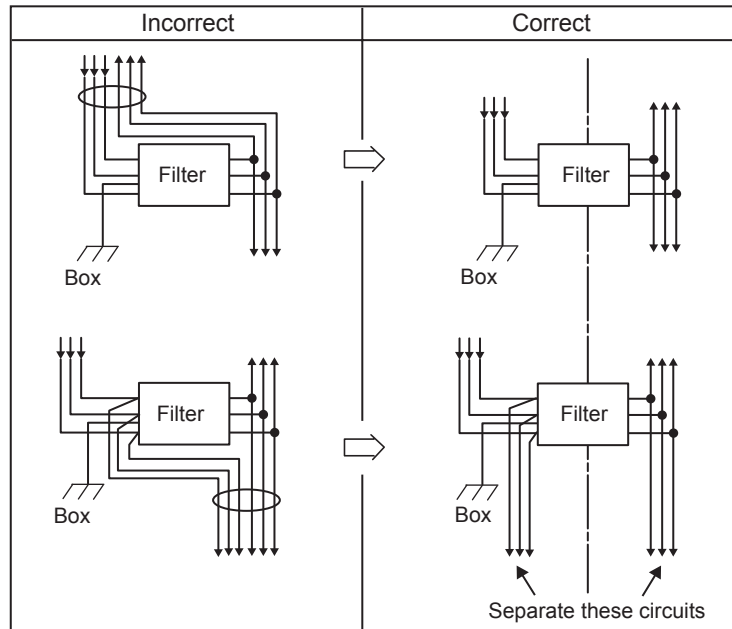 Incorrect
Correct
Filter
Filter
Box
Box
Filter
Filter
Box
Box
Separate these circuits